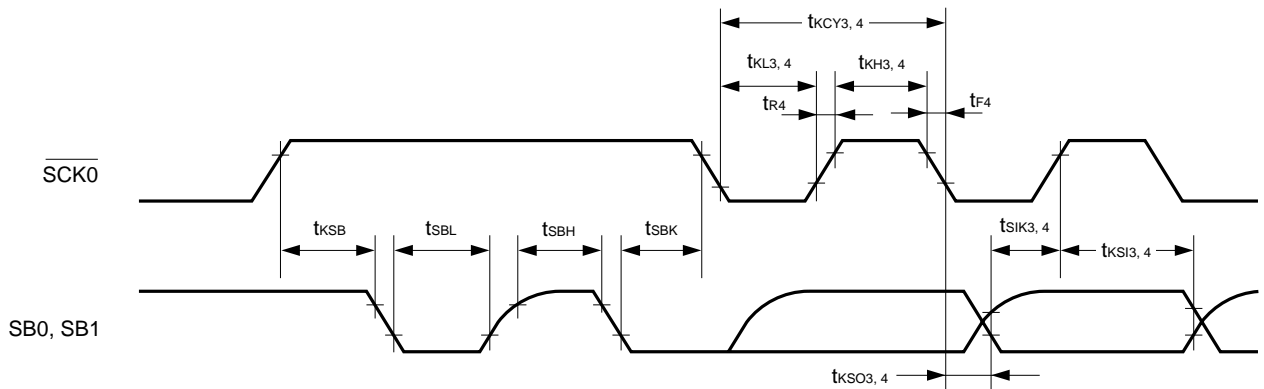 tKCY3, 4
tKL3, 4
tKH3, 4
tR4
tF4
SCK0
tKSB
tSBL
tSBH
tSBK
tSIK3, 4
tKSI3, 4
SB0, SB1
tKSO3, 4